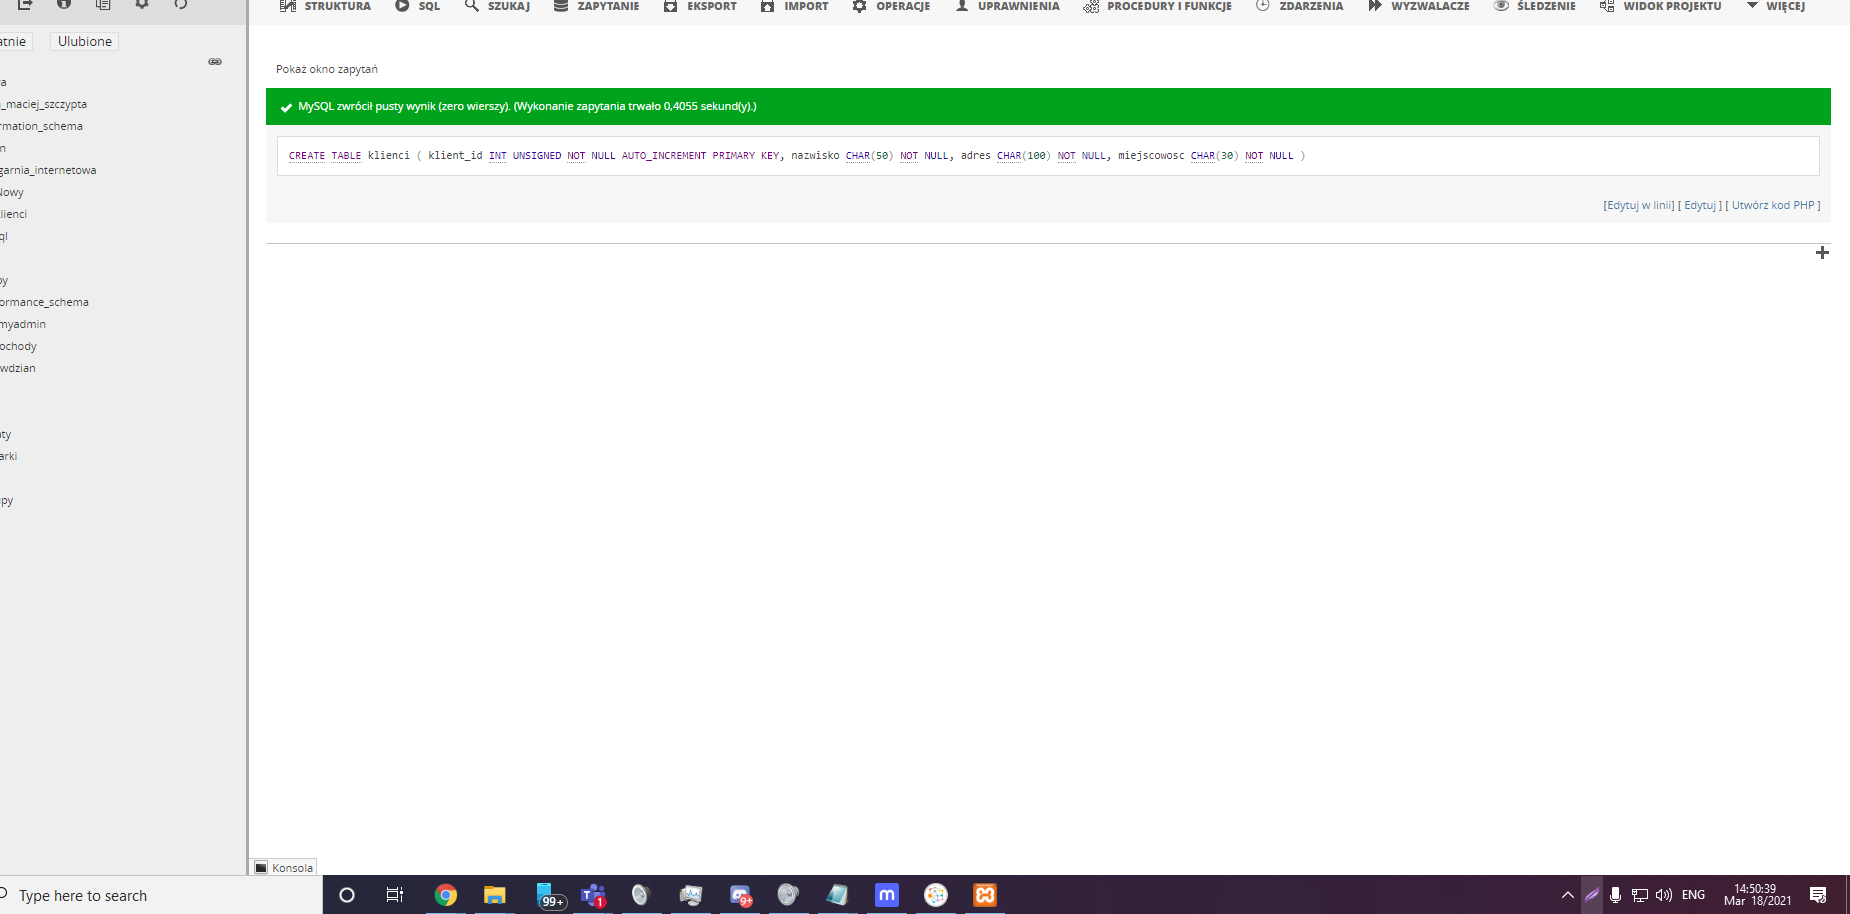 STRUKTURA SQL SZUKAJ ZAPYTANIE EKSPORT IMPORT OPERACJE UPRAWNIENIA PROCEDURY I FUNKCJE ZDARZENIA WYZWALACZE ŚLEDZENIE WIDOK PROJEKTU WIĘCEJ
atnie Ulubione
Pokaż okno zapytań
a
_maciej_szczypta
MySQL zwrócił pusty wynik (zero wierszy). (Wykonanie zapytania trwało 0,4055 sekund(y).)
rmation_schema
n
CREATE TABLE klienci ( klient_id INT UNSIGNED NOT NULL AUTO_INCREMENT PRIMARY KEY, nazwisko CHAR(50) NOT NULL, adres CHAR(100) NOT NULL, miejscowosc CHAR(30) NOT NULL )
garnia_internetowa
Nowy
[Edytuj w linii] [ Edytuj ] [ Utwórz kod PHP ]
lienci
ql
py
ormance_schema
myadmin
ochody
wdzian
ty
arki
py
Konsola
Type here to search
99+
1
9+
m
ENG
14:50:39
Mar 18/2021